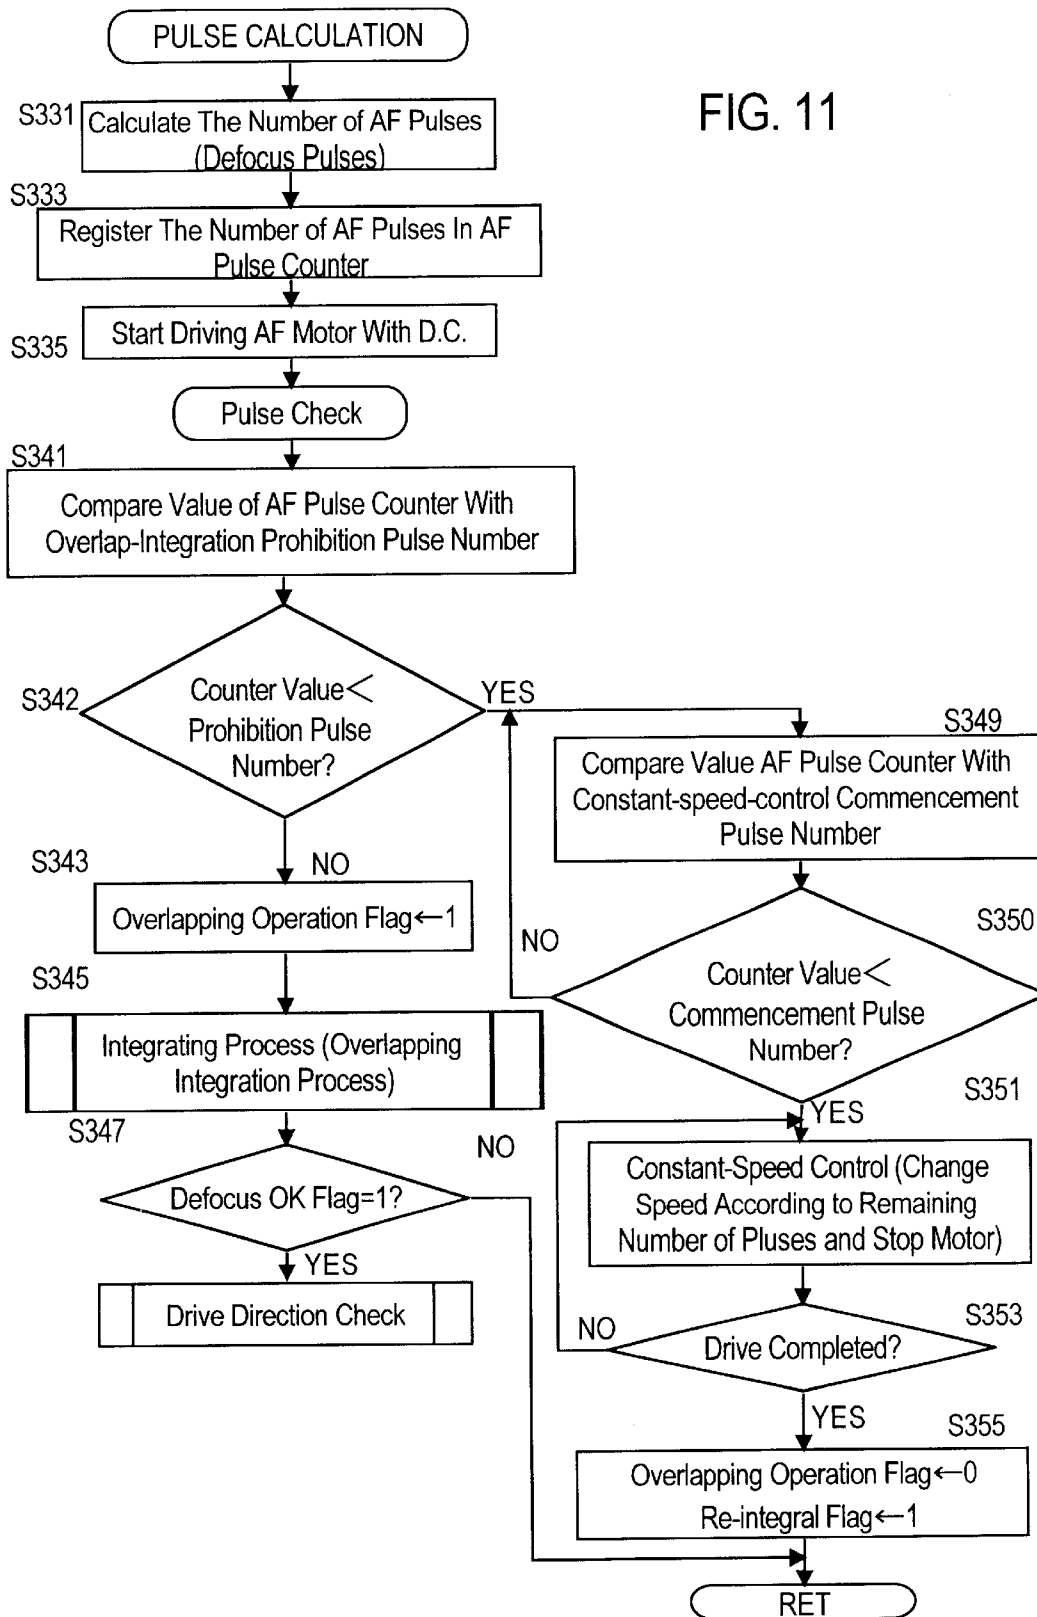 PULSE CALCULATION
FIG. 11
S331
Calculate The Number of AF Pulses
(Defocus Pulses)
S333
Register The Number of AF Pulses In AF
Pulse Counter
S335
Start Driving AF Motor With D.C.
Pulse Check
S341
Compare Value of AF Pulse Counter With
Overlap-Integration Prohibition Pulse Number
S342
Counter Value<
Prohibition Pulse
Number?
YES
NO
S343
Overlapping Operation Flag←1
S345
Integrating Process (Overlapping
Integration Process)
S347
Defocus OK Flag=1?
NO
YES
Drive Direction Check
S349
Compare Value AF Pulse Counter With
Constant-speed-control Commencement
Pulse Number
S350
Counter Value<
Commencement Pulse
Number?
NO
YES
S351
Constant-Speed Control (Change
Speed According to Remaining
Number of Pluses and Stop Motor)
S353
Drive Completed?
NO
YES
S355
Overlapping Operation Flag←0
Re-integral Flag←1
RET